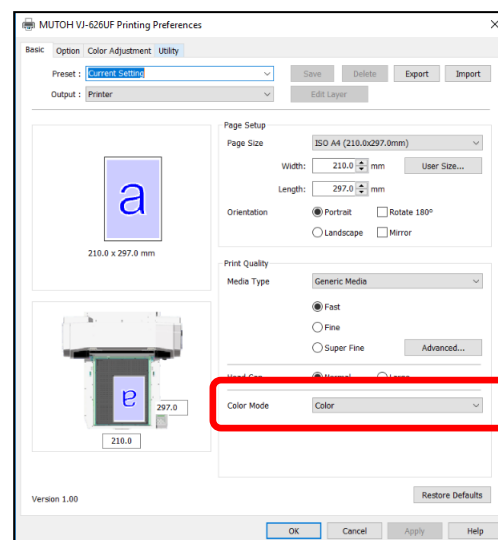 MUTOH VJ-626UF Printing Preferences
Basic Option Color Adjustment Utility
Preset : Current Setting Save Delete Export Import
Output : Printer Edit Layer
Page Setup
Page Size ISO A4 (210.0x297.0mm)
Width: 210.0 mm User Size...
Length: 297.0 mm
Orientation Portrait Rotate 180°
Landscape Mirror
a
210.0 x 297.0 mm
Print Quality
Media Type Generic Media
Fast
Fine
Super Fine Advanced...
Head Gap Normal Large
Color Mode Color
a
297.0
210.0
Version 1.00
Restore Defaults
OK Cancel Apply Help